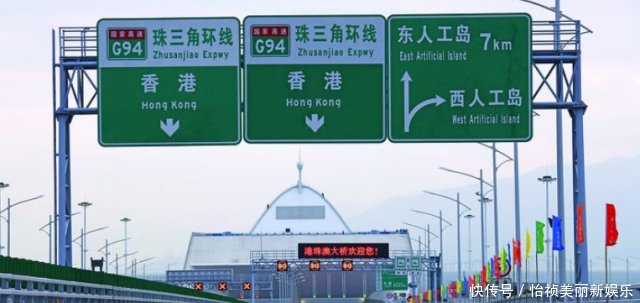 国家高速
G94
珠三角环线
Zhusanjiao Expwy
香港
Hong Kong
国家高速
G94
珠三角环线
Zhusanjiao Expwy
香港
Hong Kong
东人工岛
East Artificial Island
7km
西人工岛
West Artificial Island
港珠澳大桥欢迎您!
快传号/怡祺美丽新娱乐